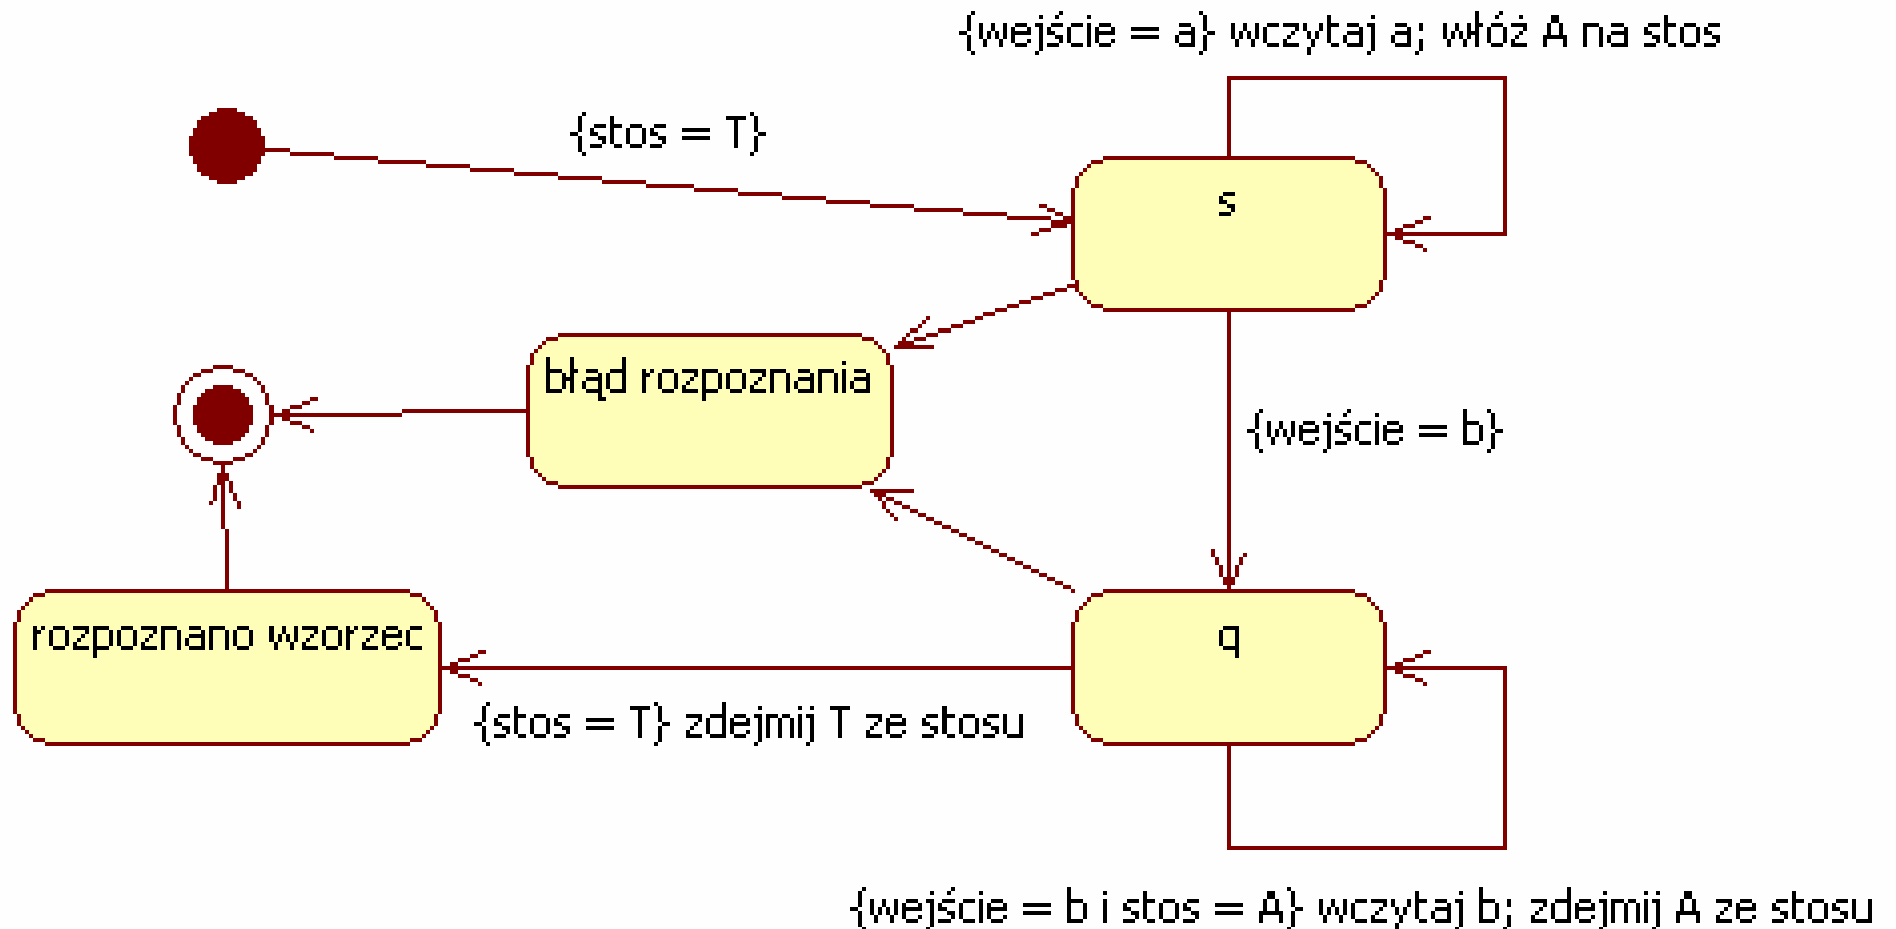 {wejście = a} wczytaj a; włóż A na stos
{stos = T}
s
błąd rozpoznania
{wejście = b}
rozpoznano wzorzec
q
{stos = T} zdejmij T ze stosu
{wejście = b i stos = A} wczytaj b; zdejmij A ze stosu